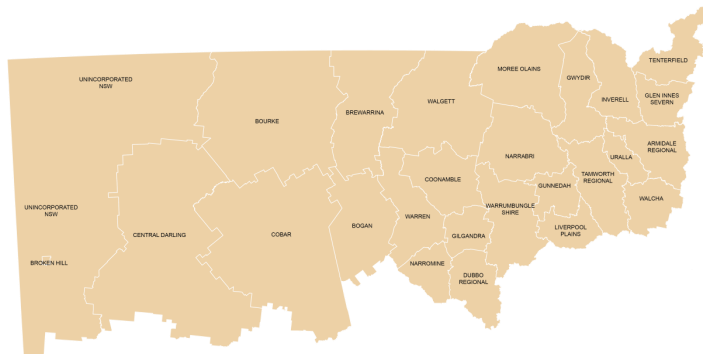 TENTERFIELD
MOREE OLAINS
UNINCORPORATED
NSW
GWYDIR
GLEN INNES
SEVERN
INVERELL
WALGETT
BREWARRINA
BOURKE
ARMIDALE
REGIONAL
NARRABRI
URALLA
TAMWORTH
REGIONAL
COONAMBLE
GUNNEDAH
WALCHA
UNINCORPORATED
NSW
WARRUMBUNGLE
SHIRE
WARREN
BOGAN
LIVERPOOL
PLAINS
CENTRAL DARLING
COBAR
GILGANDRA
BROKEN HILL
NARROMINE
DUBBO
REGIONAL